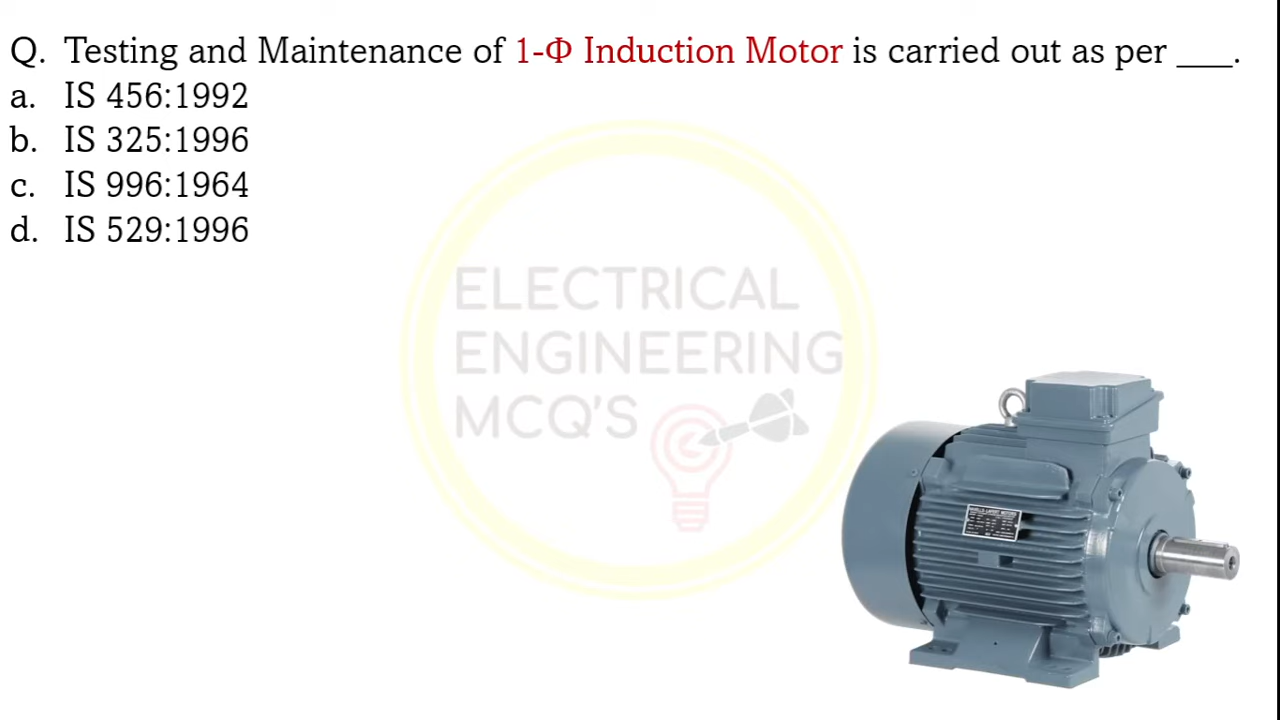 Q. Testing and Maintenance of 1-Φ Induction Motor is carried out as per ___.
a. IS 456:1992
b. IS 325:1996
c. IS 996:1964
d. IS 529:1996
ELECTRICAL
ENGINEERING
MCQ'S